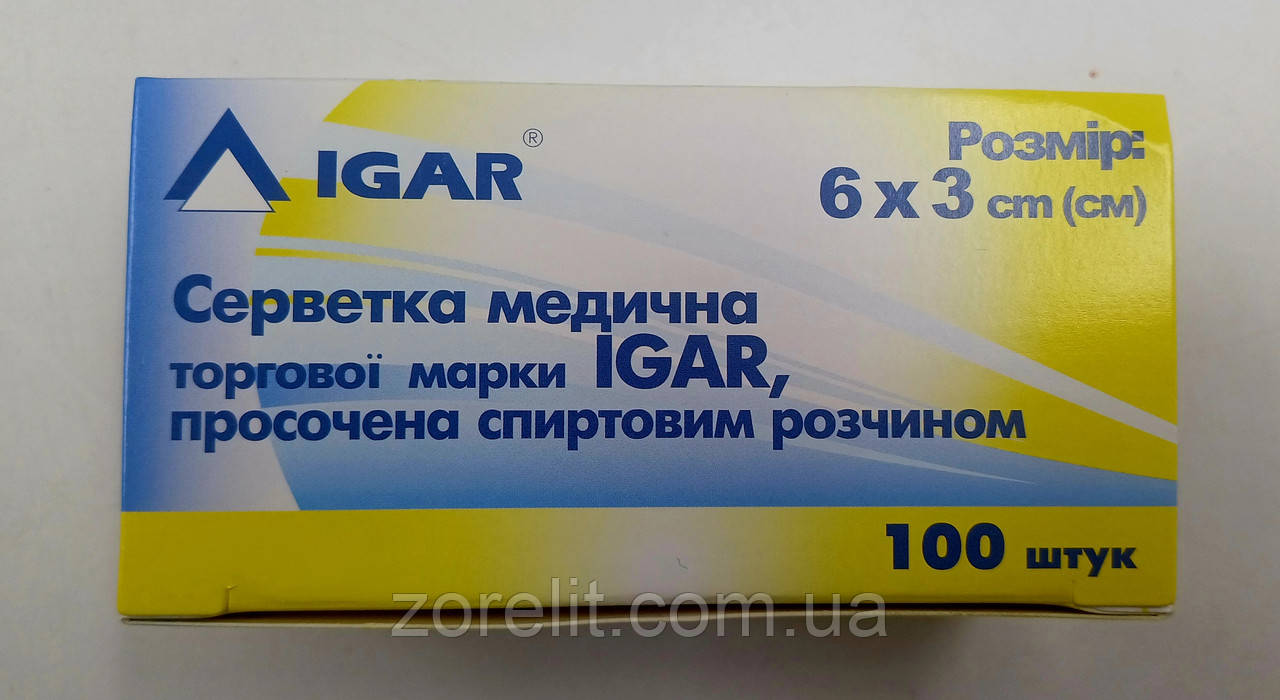 IGAR®
Розмір:
6 x 3 cm (см)
Серветка медична
торгової марки IGAR,
просочена спиртовим розчином
100 штук
zorelit.com.ua